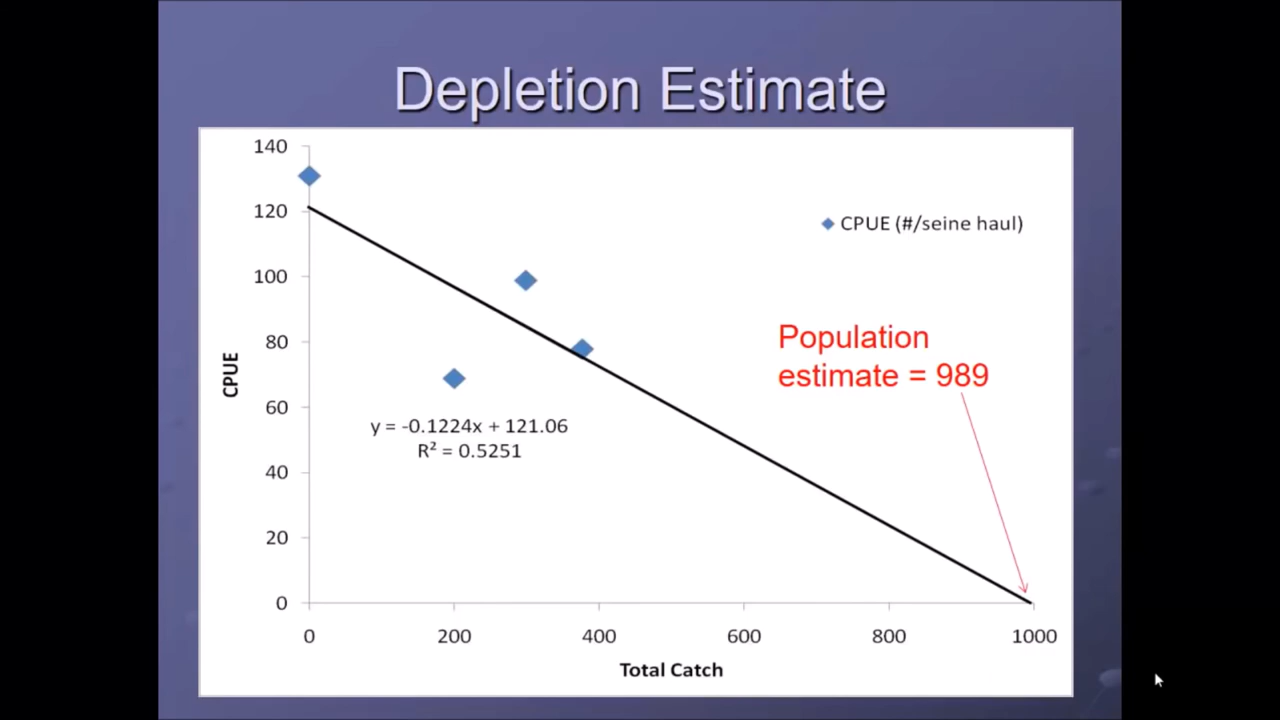 Depletion Estimate
140
120
100
80
60
40
20
0
CPUE
CPUE (#/seine haul)
Population
estimate = 989
y = -0.1224x + 121.06
R² = 0.5251
0 200 400 600 800 1000
Total Catch